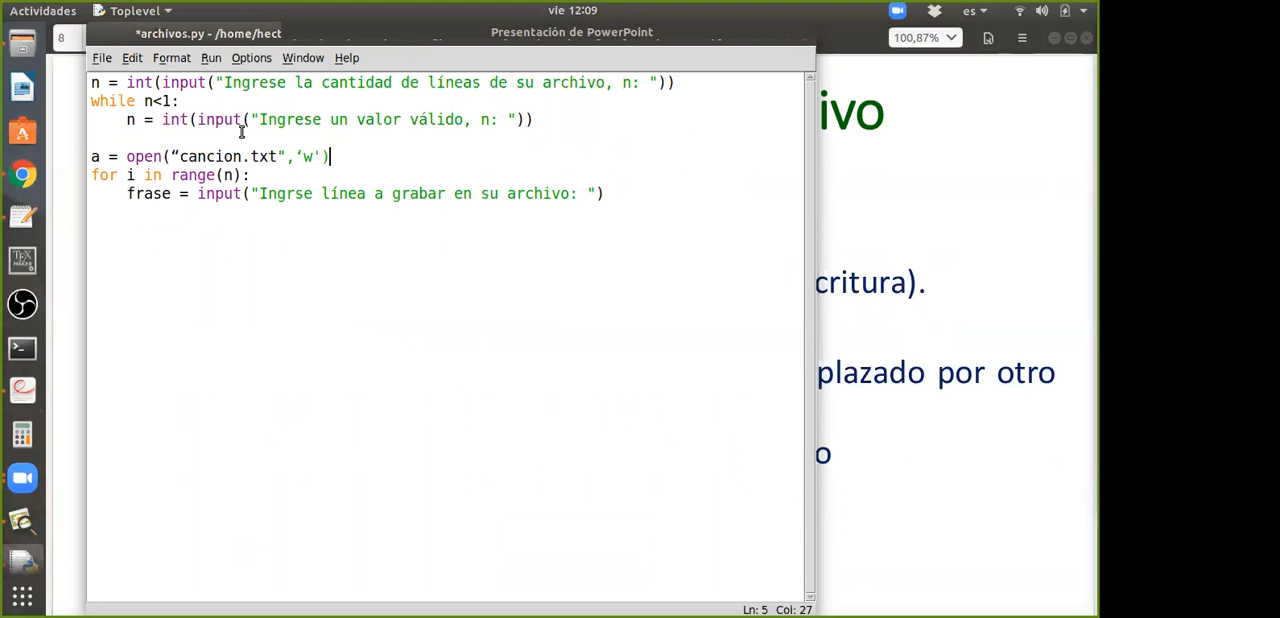 Actividades Toplevel vie 12:09 es
*archivos.py - /home/hect Presentación de PowerPoint
8 100,87%
File Edit Format Run Options Window Help
n = int(input("Ingrese la cantidad de líneas de su archivo, n: "))
while n<1:
    n = int(input("Ingrese un valor válido, n: "))
a = open(“cancion.txt",‘w')
for i in range(n):
    frase = input("Ingrse línea a grabar en su archivo: ")
ivo
critura).
plazado por otro
o
Ln: 5 Col: 27